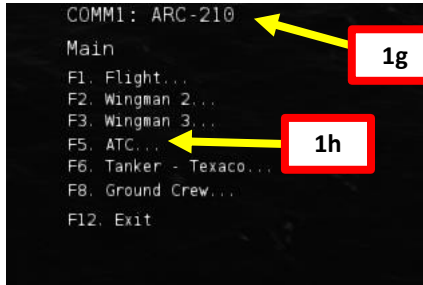 COMM1: ARC-210
1g
Main
F1. Flight...
F2. Wingman 2...
F3. Wingman 3...
F5. ATC...
1h
F6. Tanker - Texaco...
F8. Ground Crew...
F12. Exit